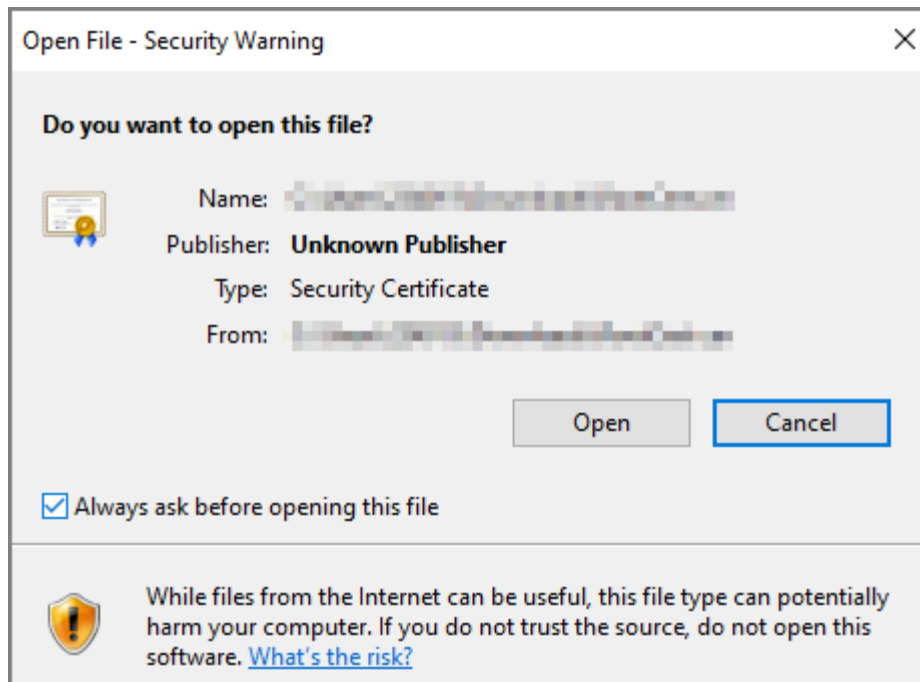 Open File - Security Warning
Do you want to open this file?
Name:
Publisher: Unknown Publisher
Type: Security Certificate
From:
Open Cancel
Always ask before opening this file
While files from the Internet can be useful, this file type can potentially
harm your computer. If you do not trust the source, do not open this
software. What's the risk?